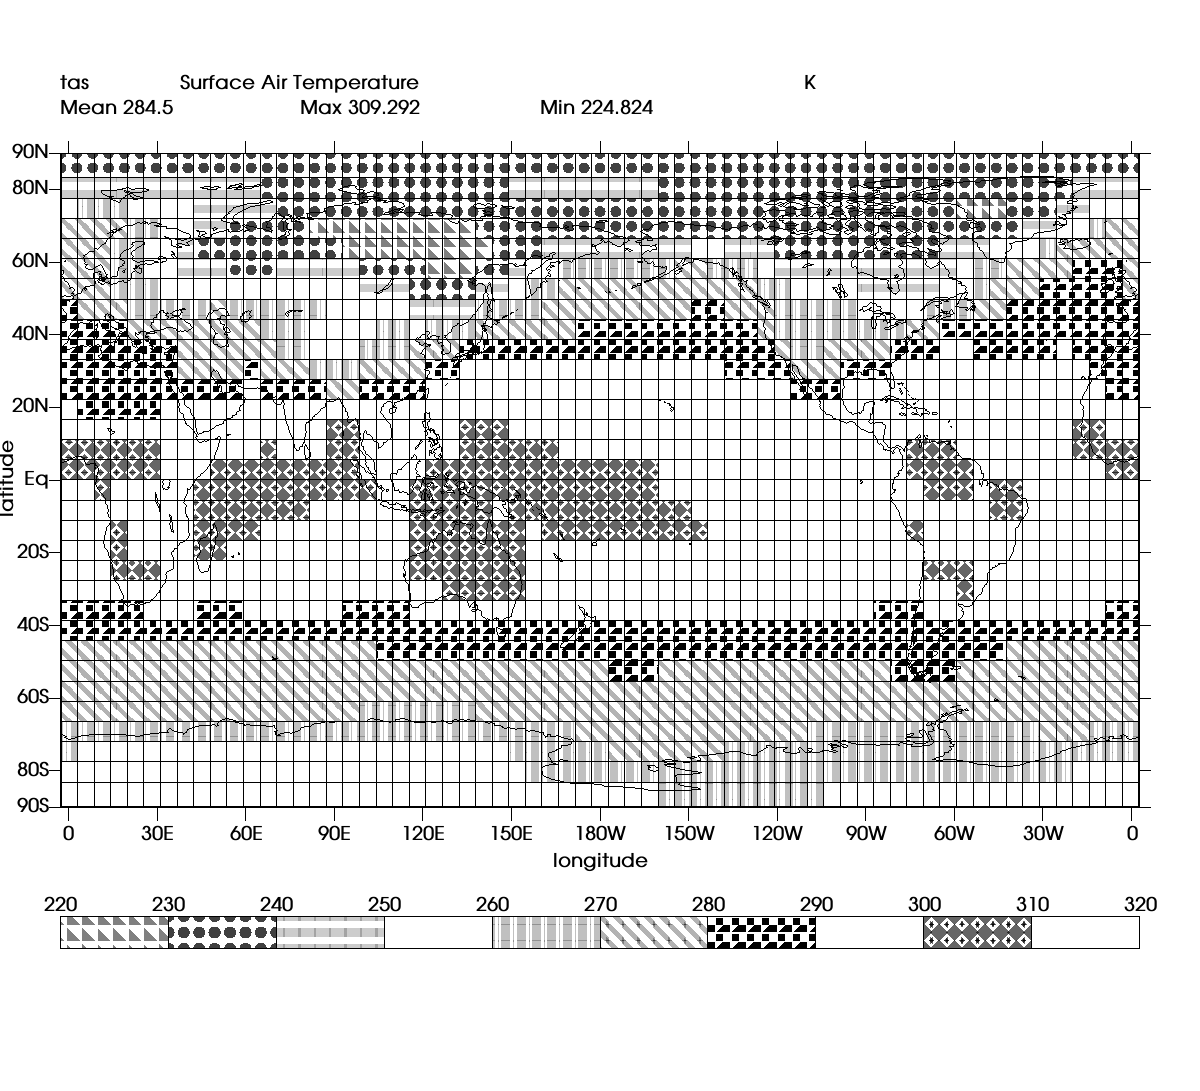 tas Surface Air Temperature K
Mean 284.5 Max 309.292 Min 224.824
90N
80N
60N
40N
20N
Eq
20S
40S
60S
80S
90S
latitude
0 30E 60E 90E 120E 150E 180W 150W 120W 90W 60W 30W 0
longitude
220 230 240 250 260 270 280 290 300 310 320